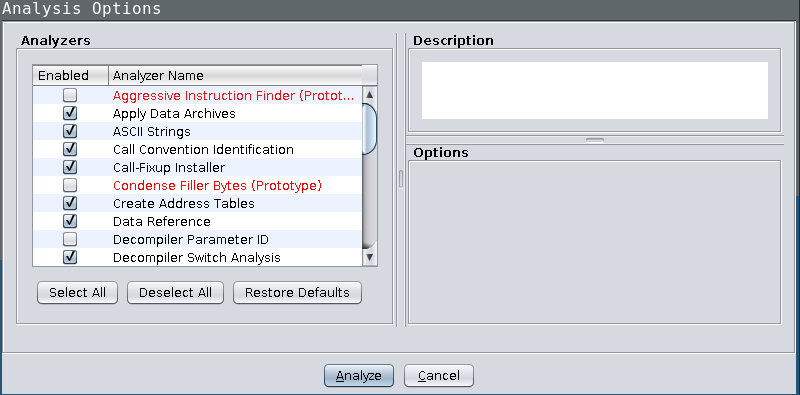 Analysis Options
Analyzers
Enabled Analyzer Name
Aggressive Instruction Finder (Protot...
Apply Data Archives
ASCII Strings
Call Convention Identification
Call-Fixup Installer
Condense Filler Bytes (Prototype)
Create Address Tables
Data Reference
Decompiler Parameter ID
Decompiler Switch Analysis
Select All Deselect All Restore Defaults
Description
Options
Analyze Cancel